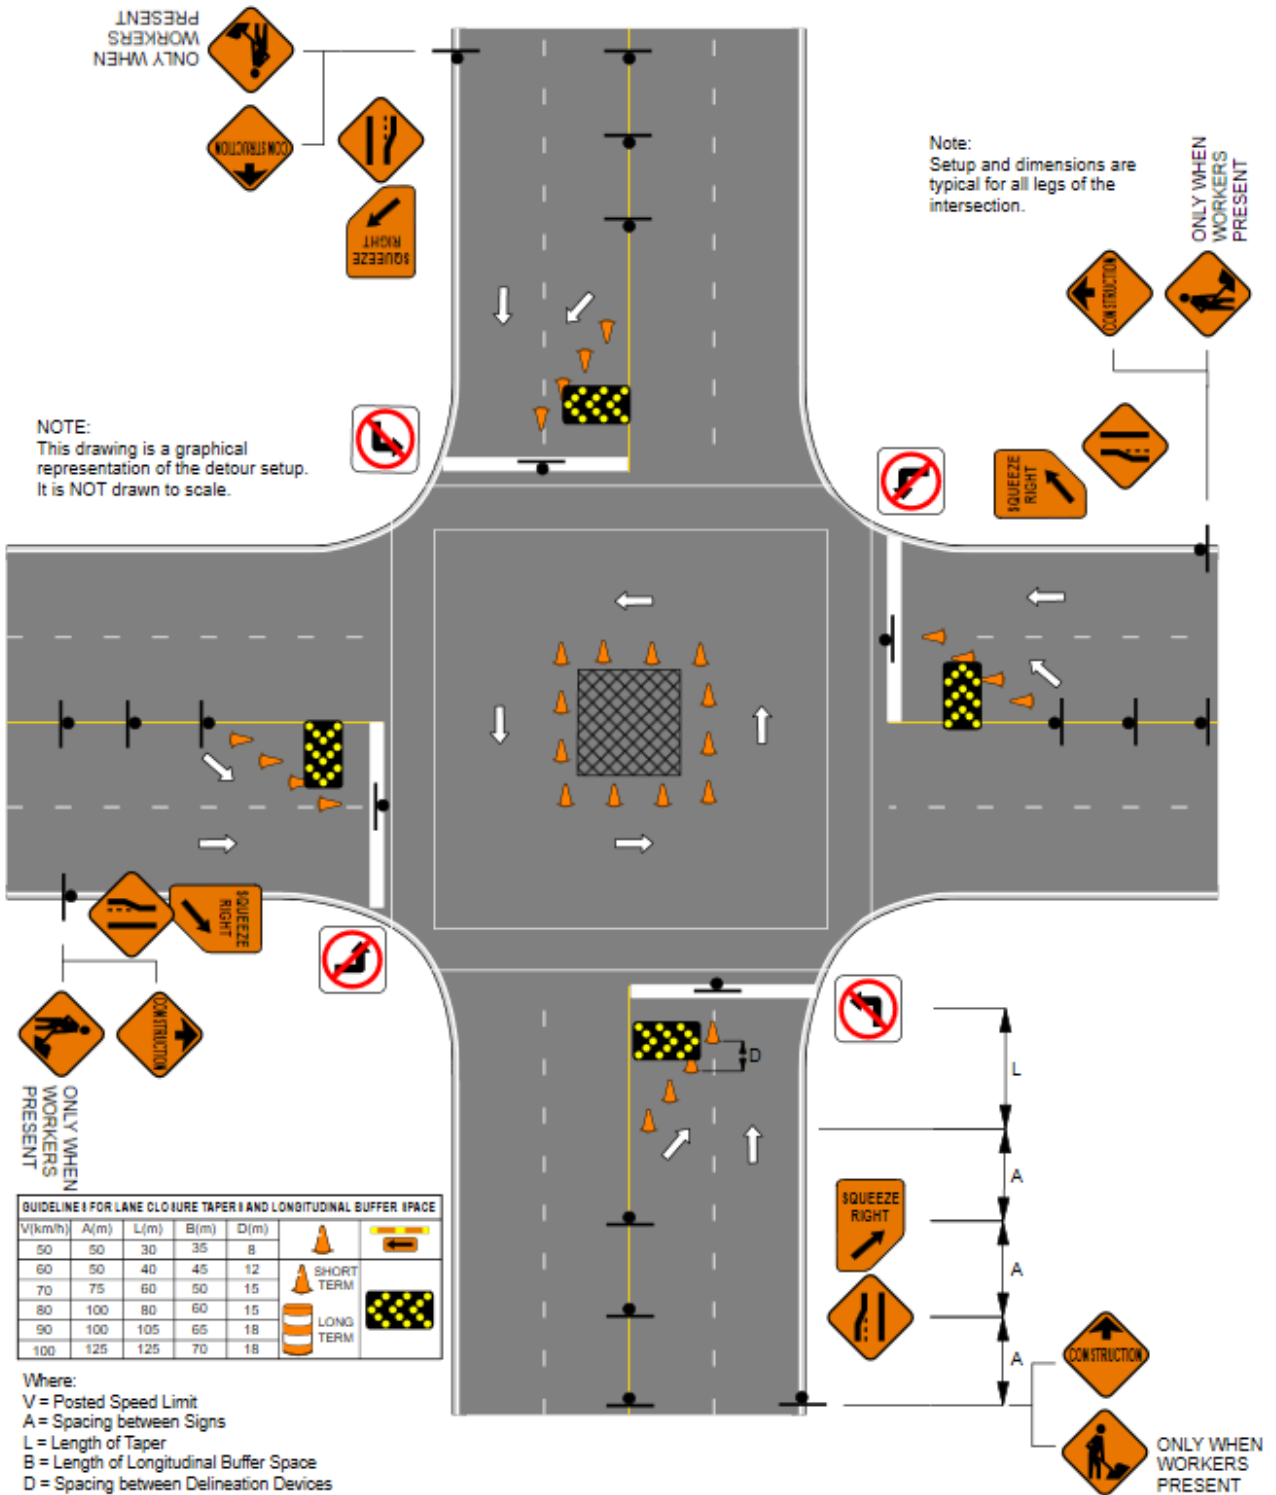 ONLY WHEN
WORKERS
PRESENT
CONSTRUCTION
SQUEEZE
RIGHT
Note:
Setup and dimensions are
typical for all legs of the
intersection.
ONLY WHEN
WORKERS
PRESENT
CONSTRUCTION
SQUEEZE
RIGHT
NOTE:
This drawing is a graphical
representation of the detour setup.
It is NOT drawn to scale.
SQUEEZE
RIGHT
CONSTRUCTION
ONLY WHEN
WORKERS
PRESENT
D
L
A
SQUEEZE
RIGHT
A
A
CONSTRUCTION
ONLY WHEN
WORKERS
PRESENT
GUIDELINES FOR LANE CLOSURE TAPERS AND LONGITUDINAL BUFFER SPACE
V(km/h) A(m) L(m) B(m) D(m)
50 50 30 35 8
60 50 40 45 12
70 75 60 50 15
80 100 80 60 15
90 100 105 65 18
100 125 125 70 18
SHORT
TERM
LONG
TERM
Where:
V = Posted Speed Limit
A = Spacing between Signs
L = Length of Taper
B = Length of Longitudinal Buffer Space
D = Spacing between Delineation Devices